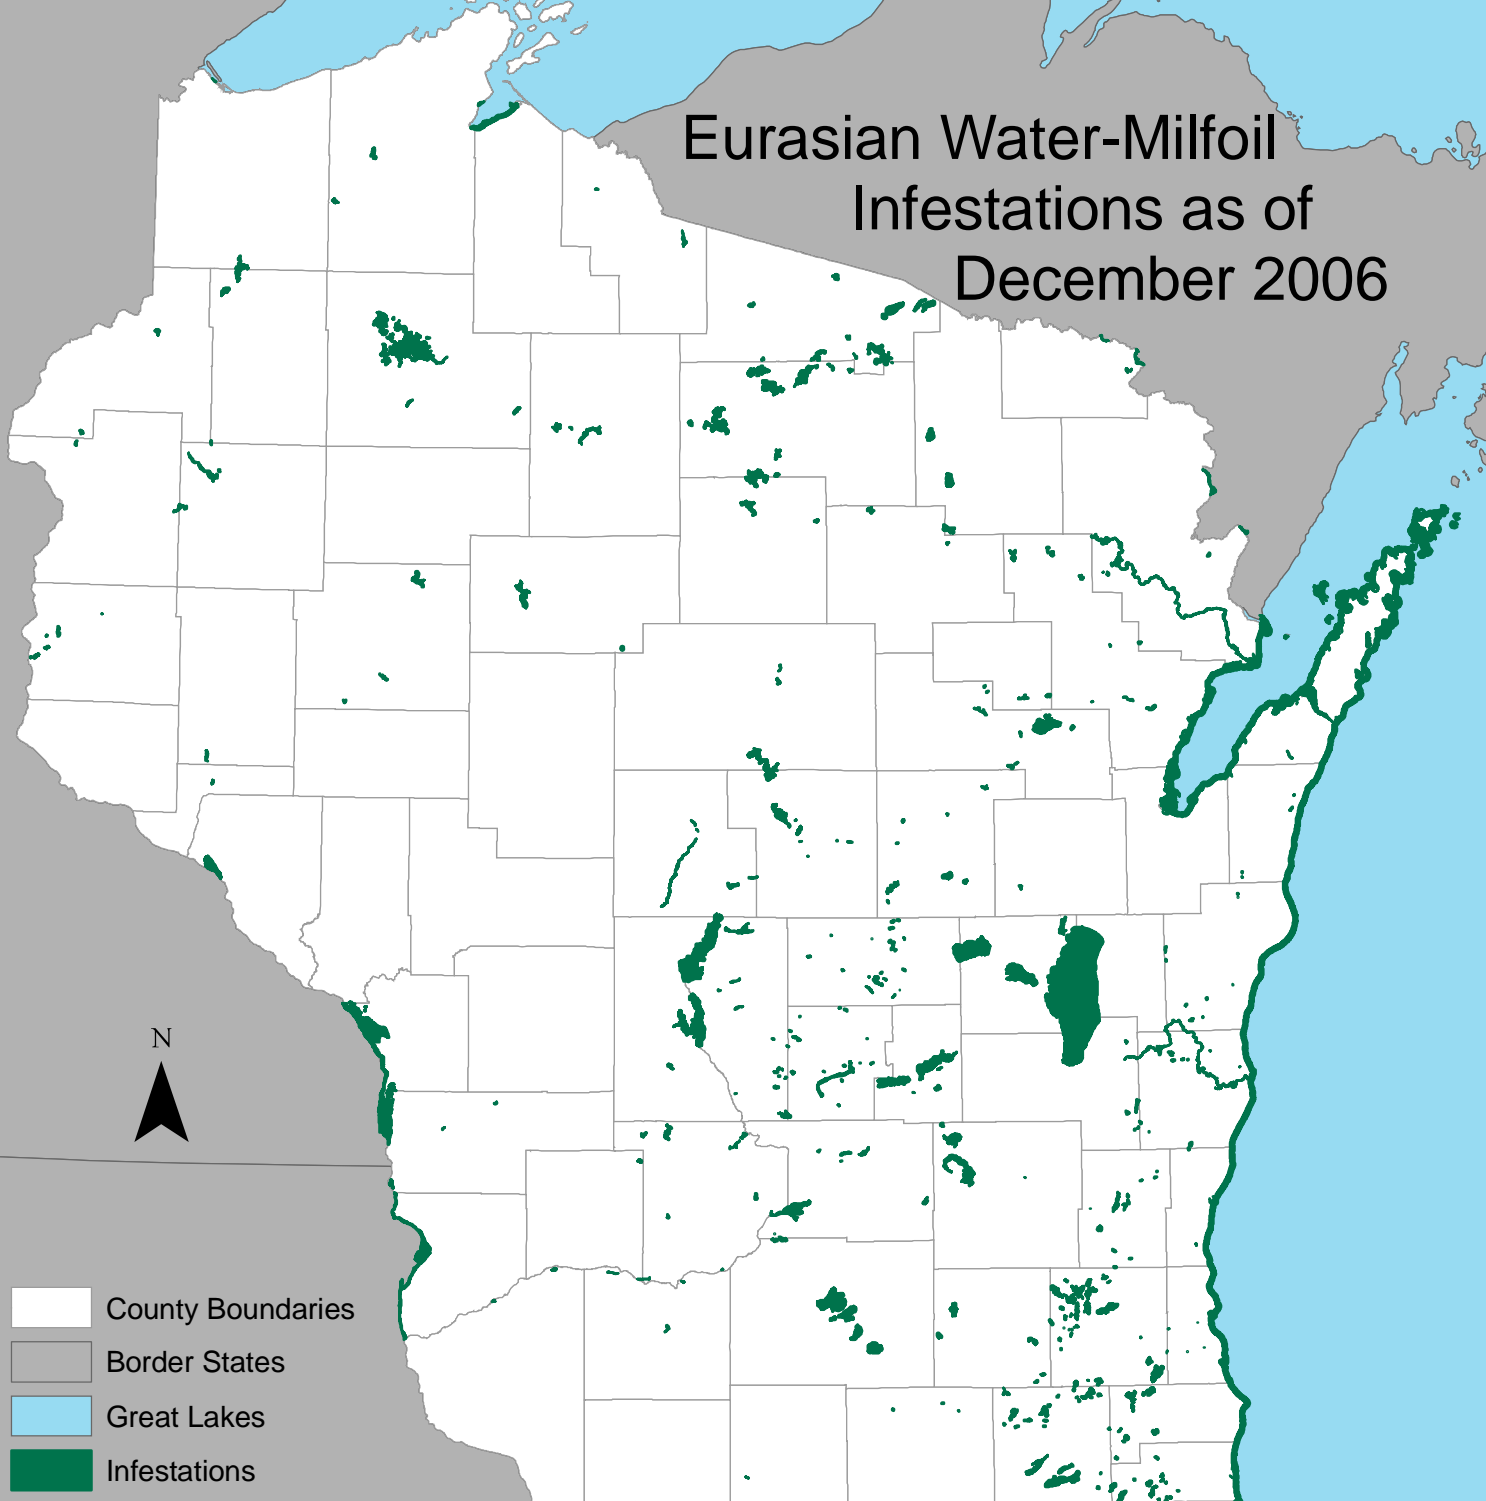 Eurasian Water-Milfoil
Infestations as of
December 2006
N
County Boundaries
Border States
Great Lakes
Infestations